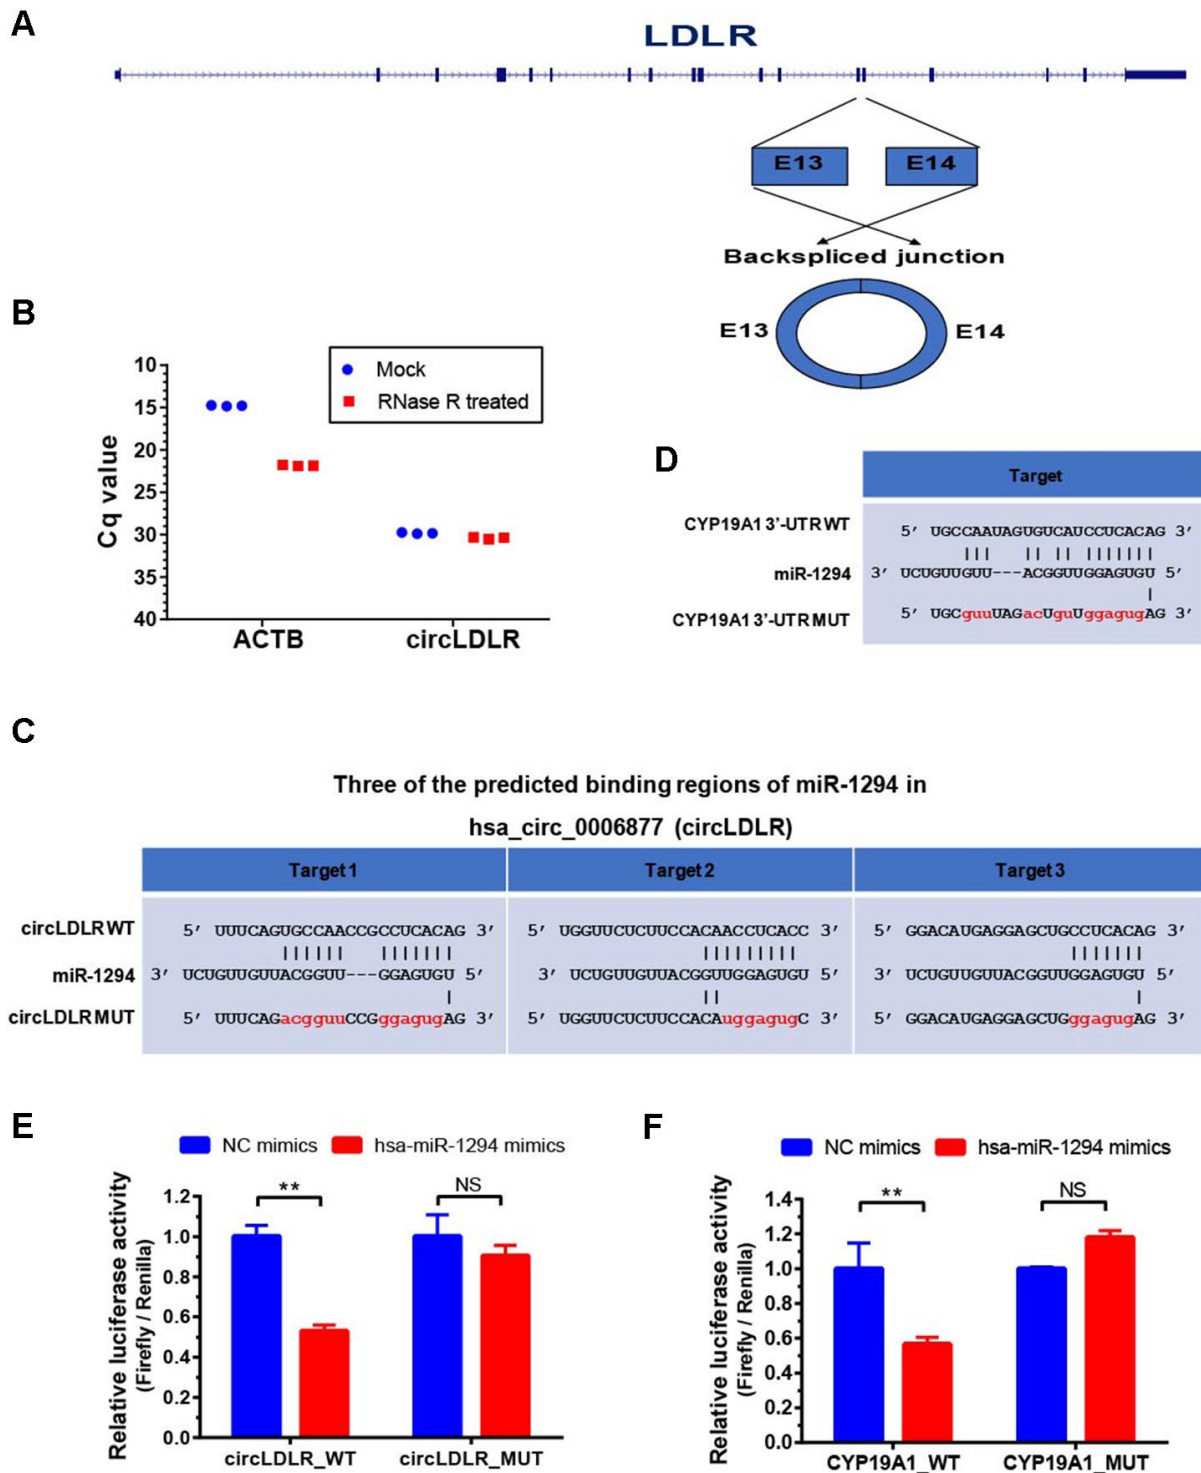 A
LDLR
E13 E14
Backspliced junction
E13 E14
B
Mock
RNase R treated
Cq value
10
15
20
25
30
35
40
ACTB circLDLR
D
Target
CYP19A1 3’-UTR WT 5’ UGCCAAUAGUGUCAUCCUCACAG 3’
miR-1294 3’ UCUGUUGUU---ACGGUUGGAGUGU 5’
CYP19A1 3’-UTR MUT 5’ UGCguuUAGacUguUggagugAG 3’
C
Three of the predicted binding regions of miR-1294 in
hsa_circ_0006877 (circLDLR)
Target 1 Target 2 Target 3
circLDLR WT 5’ UUUCAGUGCCAACCGCCUCACAG 3’ 5’ UGGUUCUCUUCCACAACCUCACC 3’ 5’ GGACAUGAGGAGCUGCCUCACAG 3’
miR-1294 3’ UCUGUUGUUACGGUU---GGAGUGU 5’ 3’ UCUGUUGUUACGGUUGGAGUGU 5’ 3’ UCUGUUGUUACGGUUGGAGUGU 5’
circLDLR MUT 5’ UUUCAGacgguuCCGggagugAG 3’ 5’ UGGUUCUCUUCCACAuggagugC 3’ 5’ GGACAUGAGGAGCUGggagugAG 3’
E
NC mimics hsa-miR-1294 mimics
Relative luciferase activity
(Firefly / Renilla)
1.2
1.0
0.8
0.6
0.4
0.2
0.0
** NS
circLDLR_WT circLDLR_MUT
F
NC mimics hsa-miR-1294 mimics
Relative luciferase activity
(Firefly / Renilla)
1.4
1.2
1.0
0.8
0.6
0.4
0.2
0.0
** NS
CYP19A1_WT CYP19A1_MUT